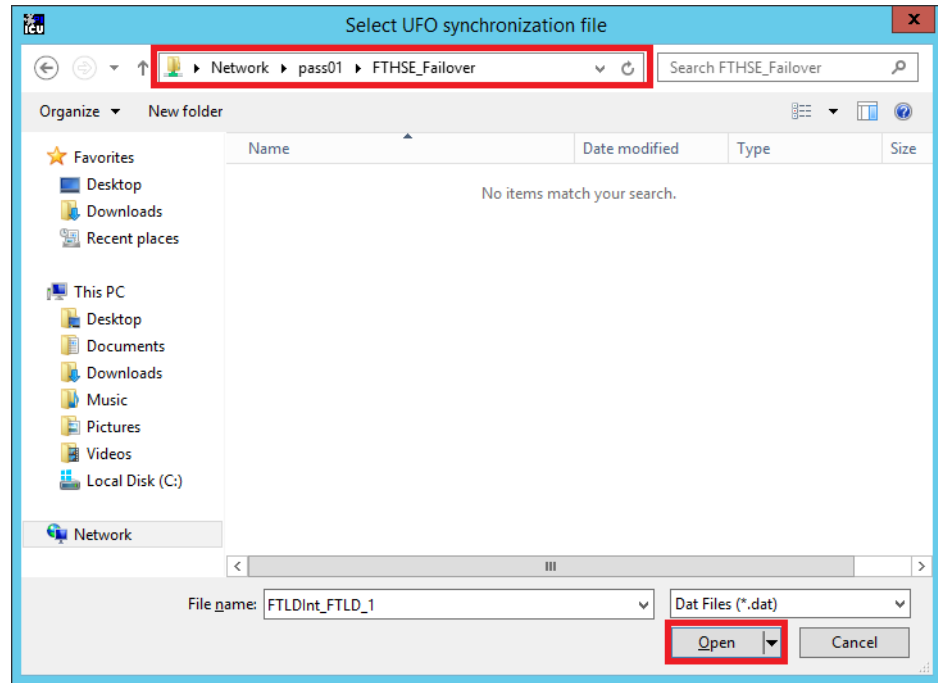 ICU
Select UFO synchronization file
x
Network pass01 FTHSE_Failover
Search FTHSE_Failover
Organize New folder
Name Date modified Type Size
No items match your search.
Favorites
Desktop
Downloads
Recent places
This PC
Desktop
Documents
Downloads
Music
Pictures
Videos
Local Disk (C:)
Network
File name: FTLDInt_FTLD_1
Dat Files (*.dat)
Open Cancel